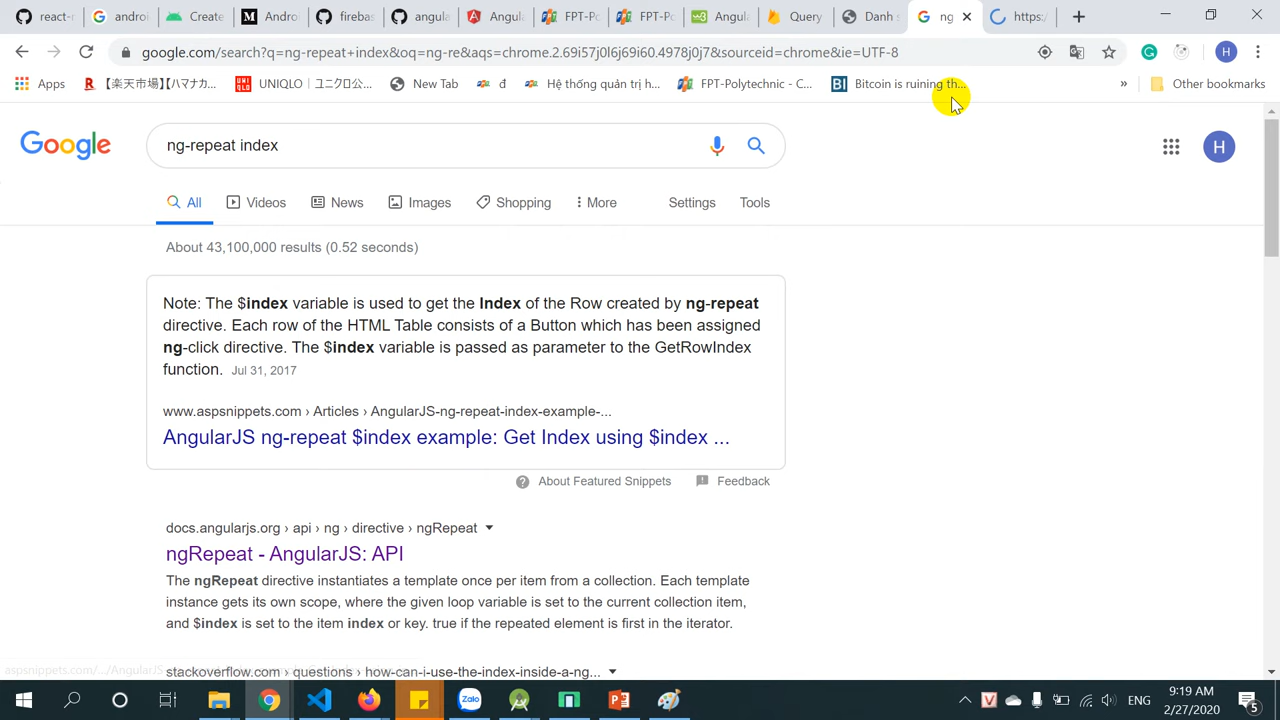 react-r
androi
Create
Andro
fireba
angula
Angul
FPT-Po
FPT-Po
Angul
Query
Danh s
ng
https:/
google.com/search?q=ng-repeat+index&oq=ng-re&aqs=chrome.2.69i57j0l6j69i60.4978j0j7&sourceid=chrome&ie=UTF-8
H
Apps
【楽天市場】【ハマナカ...
UNIQLO｜ユニクロ公...
New Tab
đ
Hệ thống quản trị h...
FPT-Polytechnic - C...
Bitcoin is ruining th...
»
Other bookmarks
Google
ng-repeat index
H
All
Videos
News
Images
Shopping
More
Settings
Tools
About 43,100,000 results (0.52 seconds)
Note: The $index variable is used to get the Index of the Row created by ng-repeat
directive. Each row of the HTML Table consists of a Button which has been assigned
ng-click directive. The $index variable is passed as parameter to the GetRowIndex
function. Jul 31, 2017
www.aspsnippets.com › Articles › AngularJS-ng-repeat-index-example-...
AngularJS ng-repeat $index example: Get Index using $index ...
About Featured Snippets
Feedback
docs.angularjs.org › api › ng › directive › ngRepeat
ngRepeat - AngularJS: API
The ngRepeat directive instantiates a template once per item from a collection. Each template
instance gets its own scope, where the given loop variable is set to the current collection item,
and $index is set to the item index or key. true if the repeated element is first in the iterator.
stackoverflow.com › questions › how-can-i-use-the-index-inside-a-ng...
Zalo
ENG
9:19 AM
2/27/2020
5